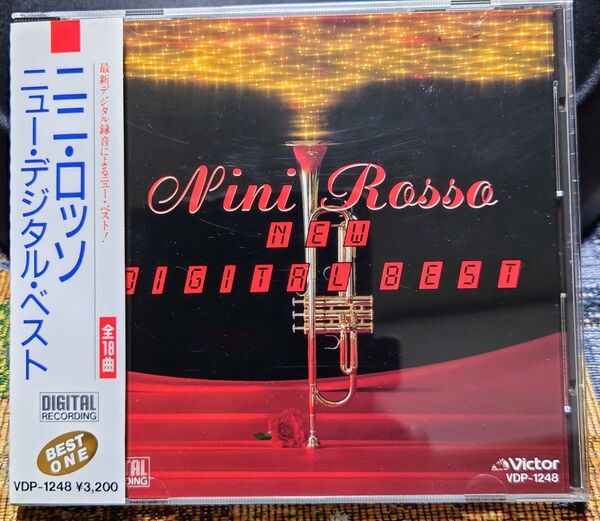 ニニ・ロッソ
ニュー・デジタル・ベスト
最新デジタル録音によるニュー・ベスト!
全18曲
DIGITAL
RECORDING
BEST
ONE
VDP-1248 ¥3,200
Nini Rosso
NEW
DIGITAL BEST
TAL
DING
Victor
VDP-1248